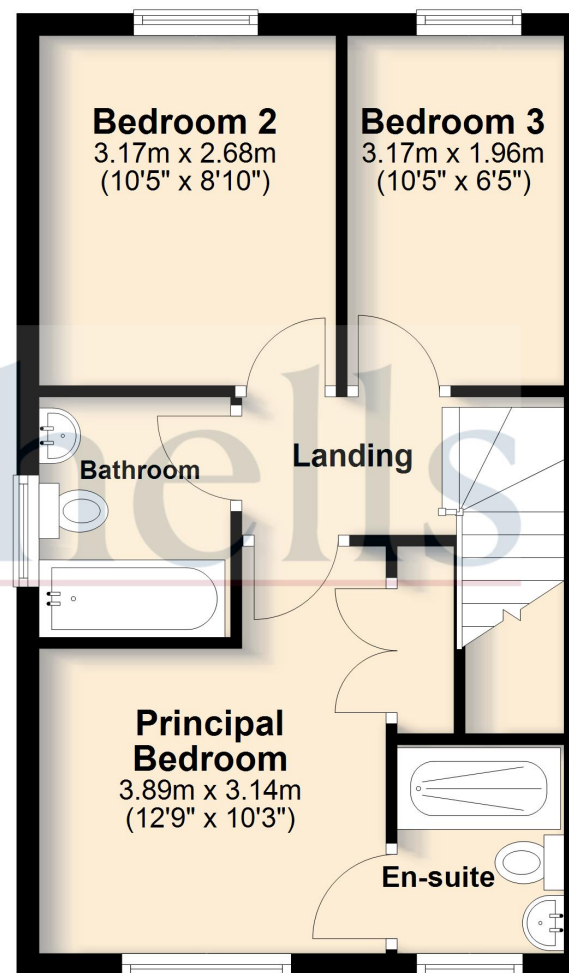 Bedroom 2
3.17m x 2.68m
(10'5" x 8'10")
Bedroom 3
3.17m x 1.96m
(10'5" x 6'5")
hells
Bathroom
Landing
Principal
Bedroom
3.89m x 3.14m
(12'9" x 10'3")
En-suite